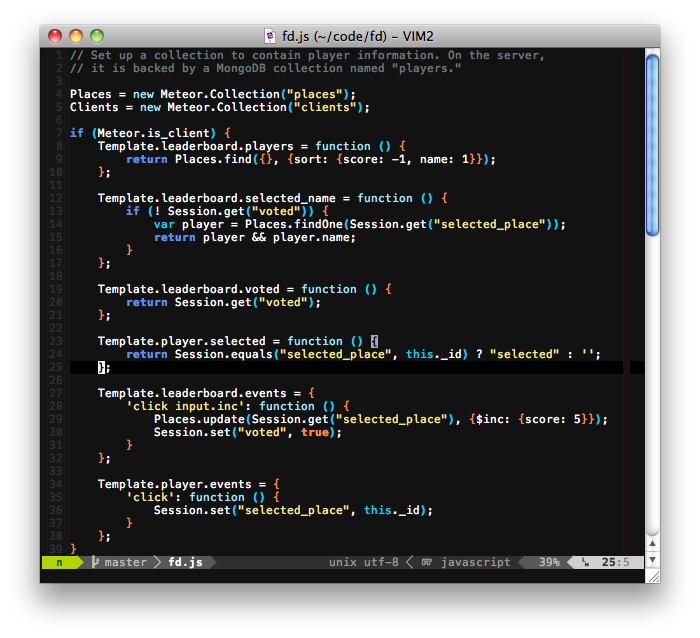 fd.js (~/code/fd) – VIM2
1 // Set up a collection to contain player information. On the server,
2 // it is backed by a MongoDB collection named "players."
3
4 Places = new Meteor.Collection("places");
5 Clients = new Meteor.Collection("clients");
6
7 if (Meteor.is_client) {
8     Template.leaderboard.players = function () {
9         return Places.find({}, {sort: {score: -1, name: 1}});
10     };
11
12     Template.leaderboard.selected_name = function () {
13         if (! Session.get("voted")) {
14             var player = Places.findOne(Session.get("selected_place"));
15             return player && player.name;
16         }
17     };
18
19     Template.leaderboard.voted = function () {
20         return Session.get("voted");
21     };
22
23     Template.player.selected = function () {
24         return Session.equals("selected_place", this._id) ? "selected" : '';
25     };
26
27     Template.leaderboard.events = {
28         'click input.inc': function () {
29             Places.update(Session.get("selected_place"), {$inc: {score: 5}});
30             Session.set("voted", true);
31         }
32     };
33
34     Template.player.events = {
35         'click': function () {
36             Session.set("selected_place", this._id);
37         }
38     };
39 }
n master fd.js unix utf-8 javascript 39% LN 25:5